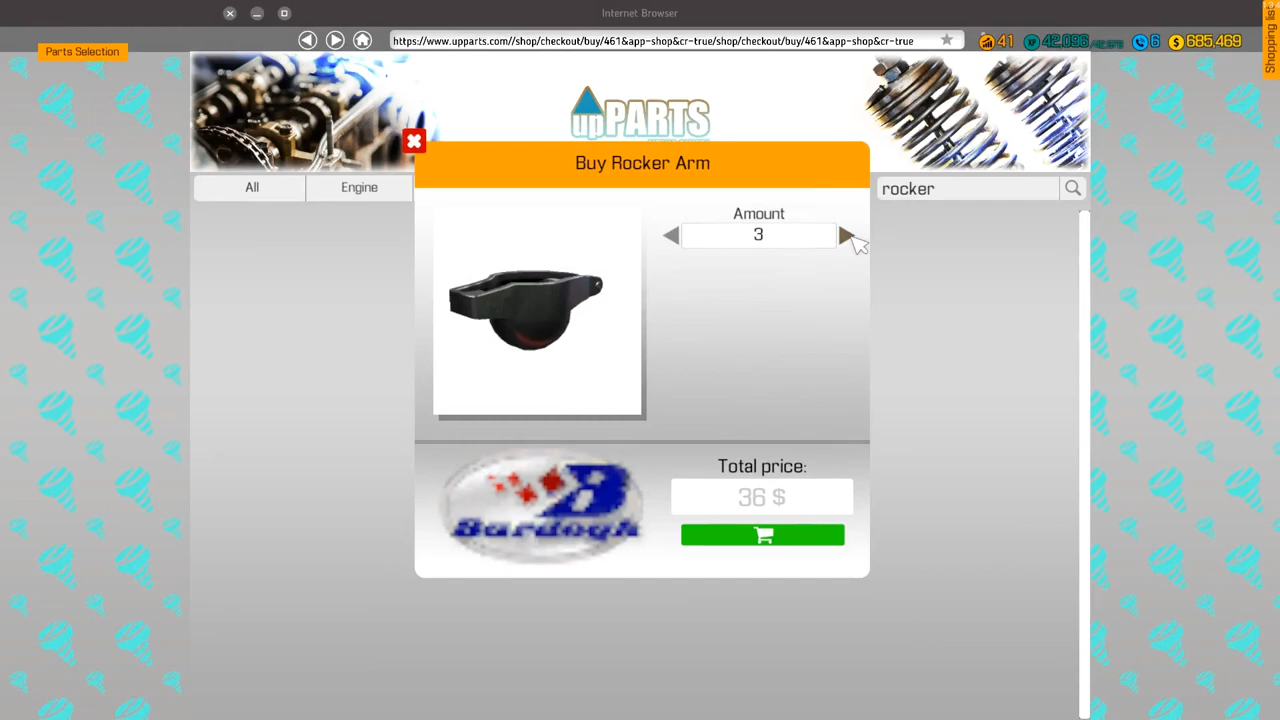 Internet Browser
Parts Selection
https://www.upparts.com//shop/checkout/buy/461&app-shop&cr-true/shop/checkout/buy/461&app-shop&cr-true
41
42,096
6
685,469
Shopping list
upPARTS
Buy Rocker Arm
All
Engine
rocker
Amount
3
Total price:
36 $